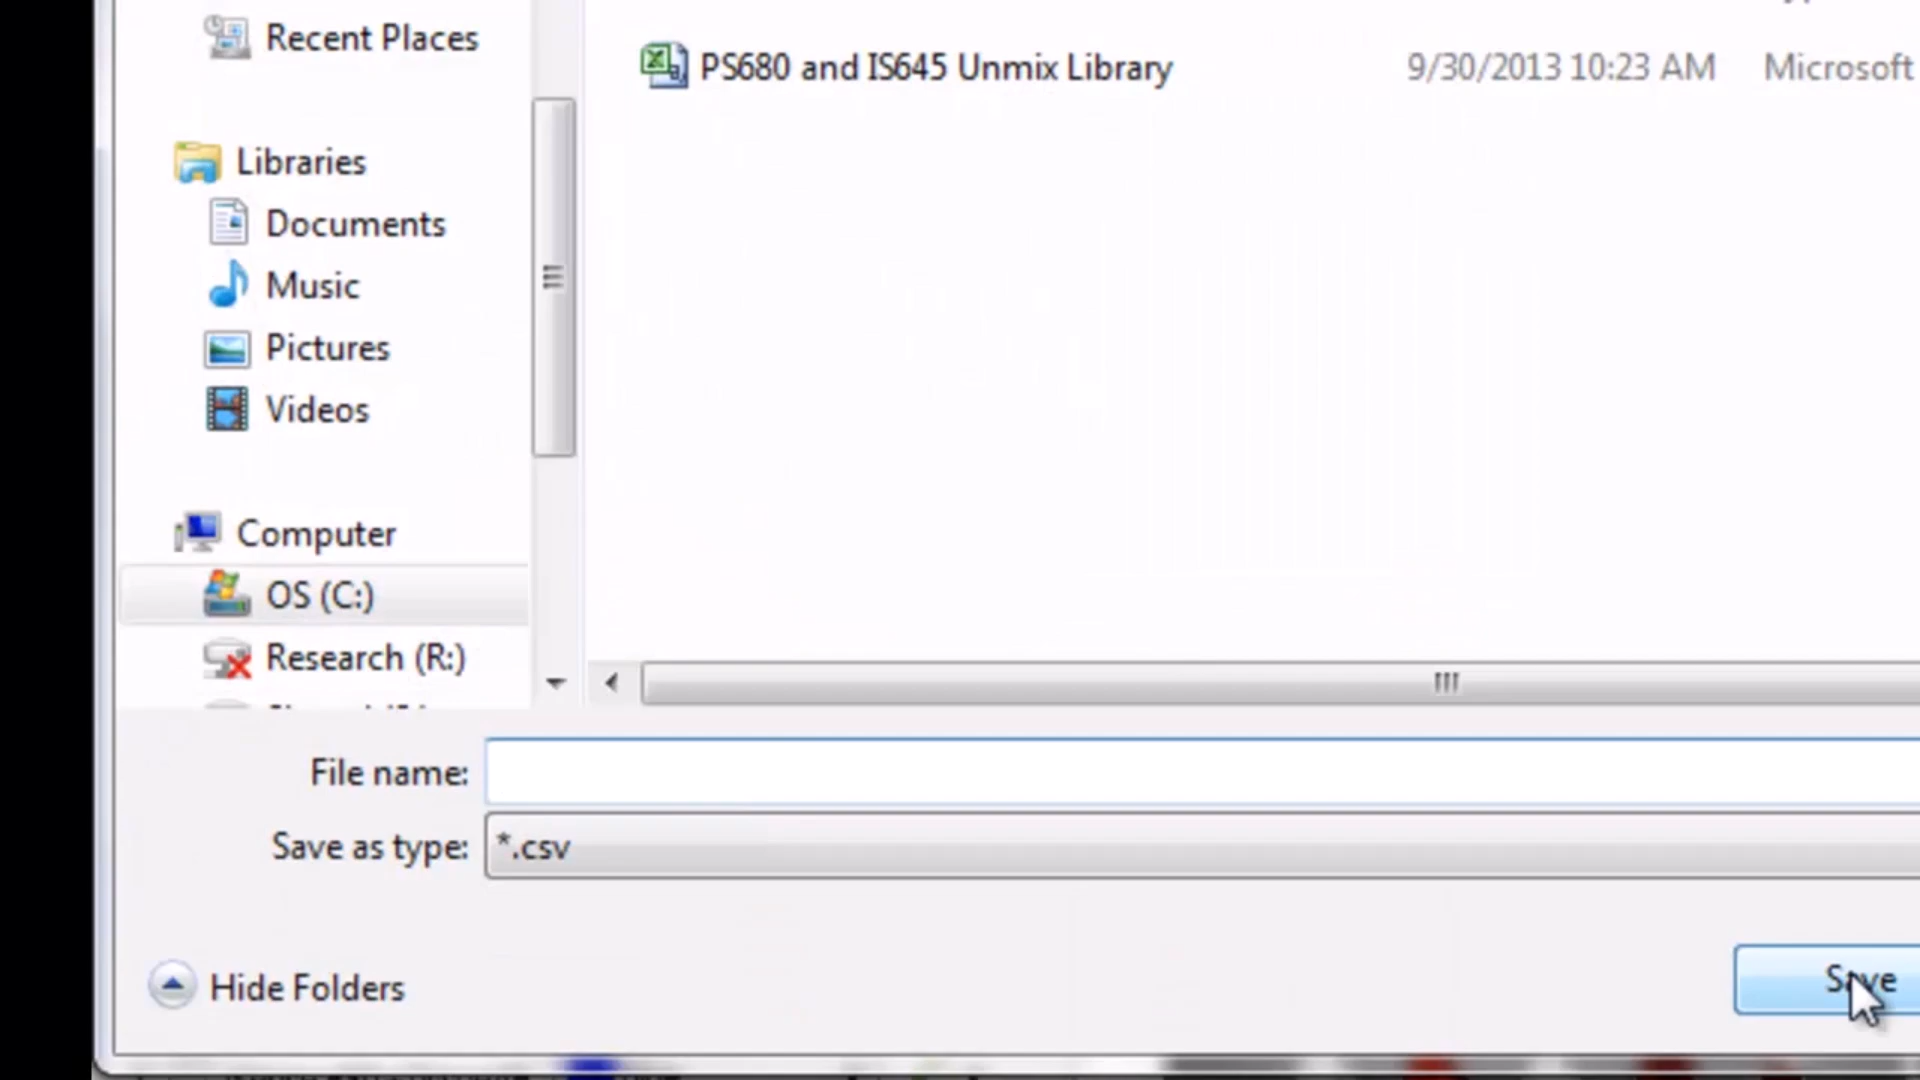 Recent Places
PS680 and IS645 Unmix Library 9/30/2013 10:23 AM Microsoft
Libraries
Documents
Music
Pictures
Videos
Computer
OS (C:)
Research (R:)
File name:
Save as type: *.csv
Hide Folders
Save